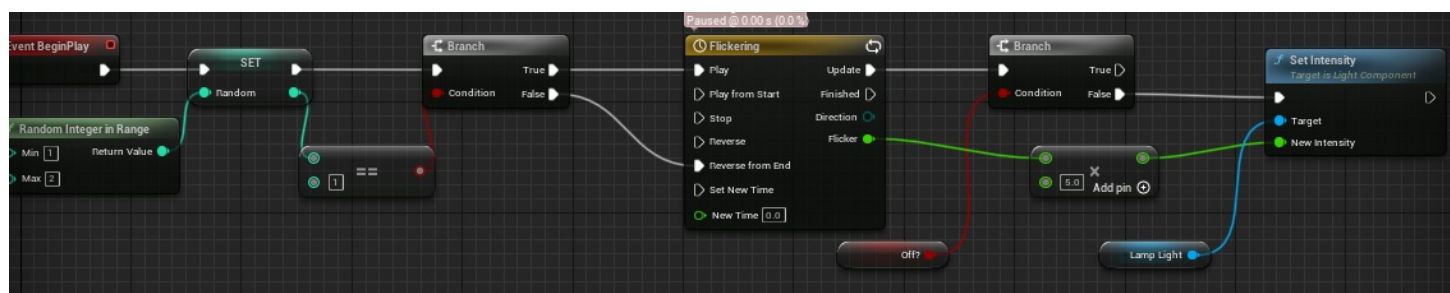 Paused @ 0.00 s (0.0 %)
Event BeginPlay
SET
Random
Random Integer in Range
Min 1
Return Value
Max 2
Branch
True
Condition
False
==
1
Flickering
Play
Update
Play from Start
Finished
Stop
Direction
Reverse
Flicker
Reverse from End
Set New Time
New Time 0.0
Branch
True
Condition
False
Off?
5.0
Add pin
Lamp Light
f Set Intensity
Target is Light Component
Target
New Intensity